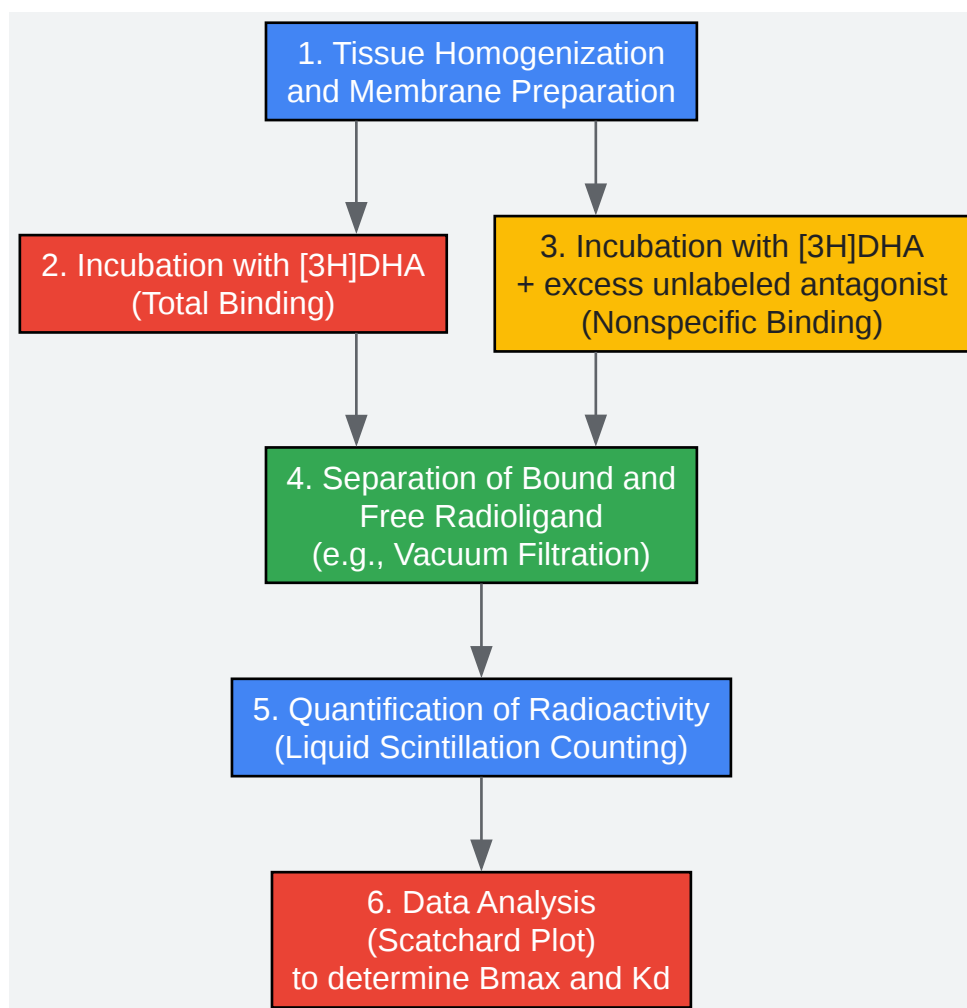 1. Tissue Homogenization
and Membrane Preparation
2. Incubation with [3H]DHA
(Total Binding)
3. Incubation with [3H]DHA
+ excess unlabeled antagonist
(Nonspecific Binding)
4. Separation of Bound and
Free Radioligand
(e.g., Vacuum Filtration)
5. Quantification of Radioactivity
(Liquid Scintillation Counting)
6. Data Analysis
(Scatchard Plot)
to determine Bmax and Kd